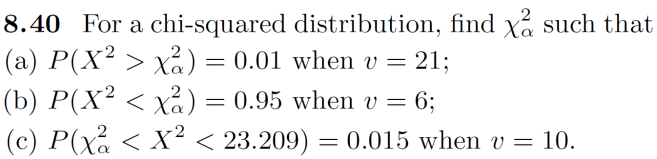 8.40 For a chi-squared distribution, find χ²_α such that
(a) P(X² > χ²_α) = 0.01 when v = 21;
(b) P(X² < χ²_α) = 0.95 when v = 6;
(c) P(χ²_α < X² < 23.209) = 0.015 when v = 10.